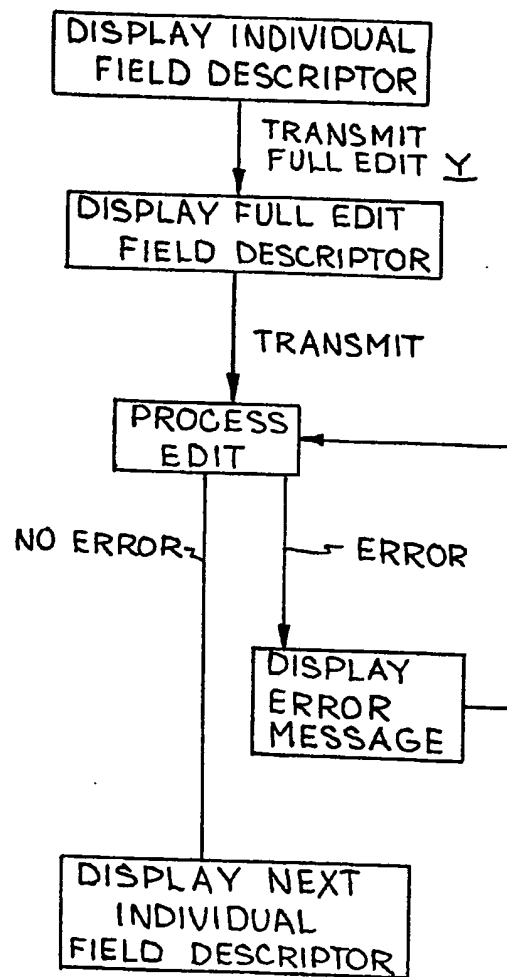 DISPLAY INDIVIDUAL
FIELD DESCRIPTOR
TRANSMIT
FULL EDIT Y
DISPLAY FULL EDIT
FIELD DESCRIPTOR
TRANSMIT
PROCESS
EDIT
NO ERROR
ERROR
DISPLAY
ERROR
MESSAGE
DISPLAY NEXT
INDIVIDUAL
FIELD DESCRIPTOR